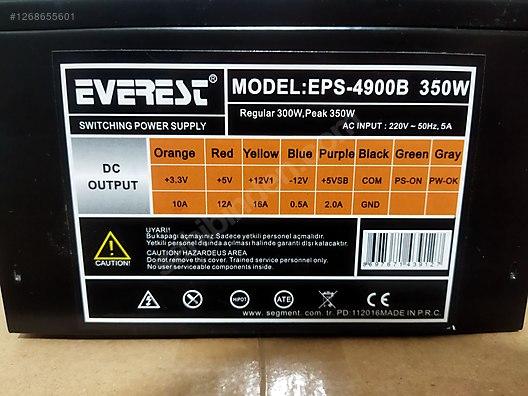 #1268655601
EVEREST®
MODEL:EPS-4900B 350W
SWITCHING POWER SUPPLY
Regular 300W,Peak 350W
AC INPUT : 220V ~ 50Hz, 5A
DC OUTPUT
Orange Red Yellow Blue Purple Black Green Gray
+3.3V +5V +12V1 -12V +5VSB COM PS-ON PW-OK
10A 12A 16A 0.5A 2.0A GND
UYARI!
Bu kapağı açmayınız.Sadece yetkili personel açmalıdır.
Yetkili personel dışında açılması halinde garanti dışı kalacaktır.
CAUTION! HAZARDEUS AREA
Do not remove this cover. Trained service personnel only.
No user serviceable components inside.
CAUTION!
HIPOT
ATE
CE
www.segment.com.tr PD:112016MADE IN P.R.C.
sahibinden.com